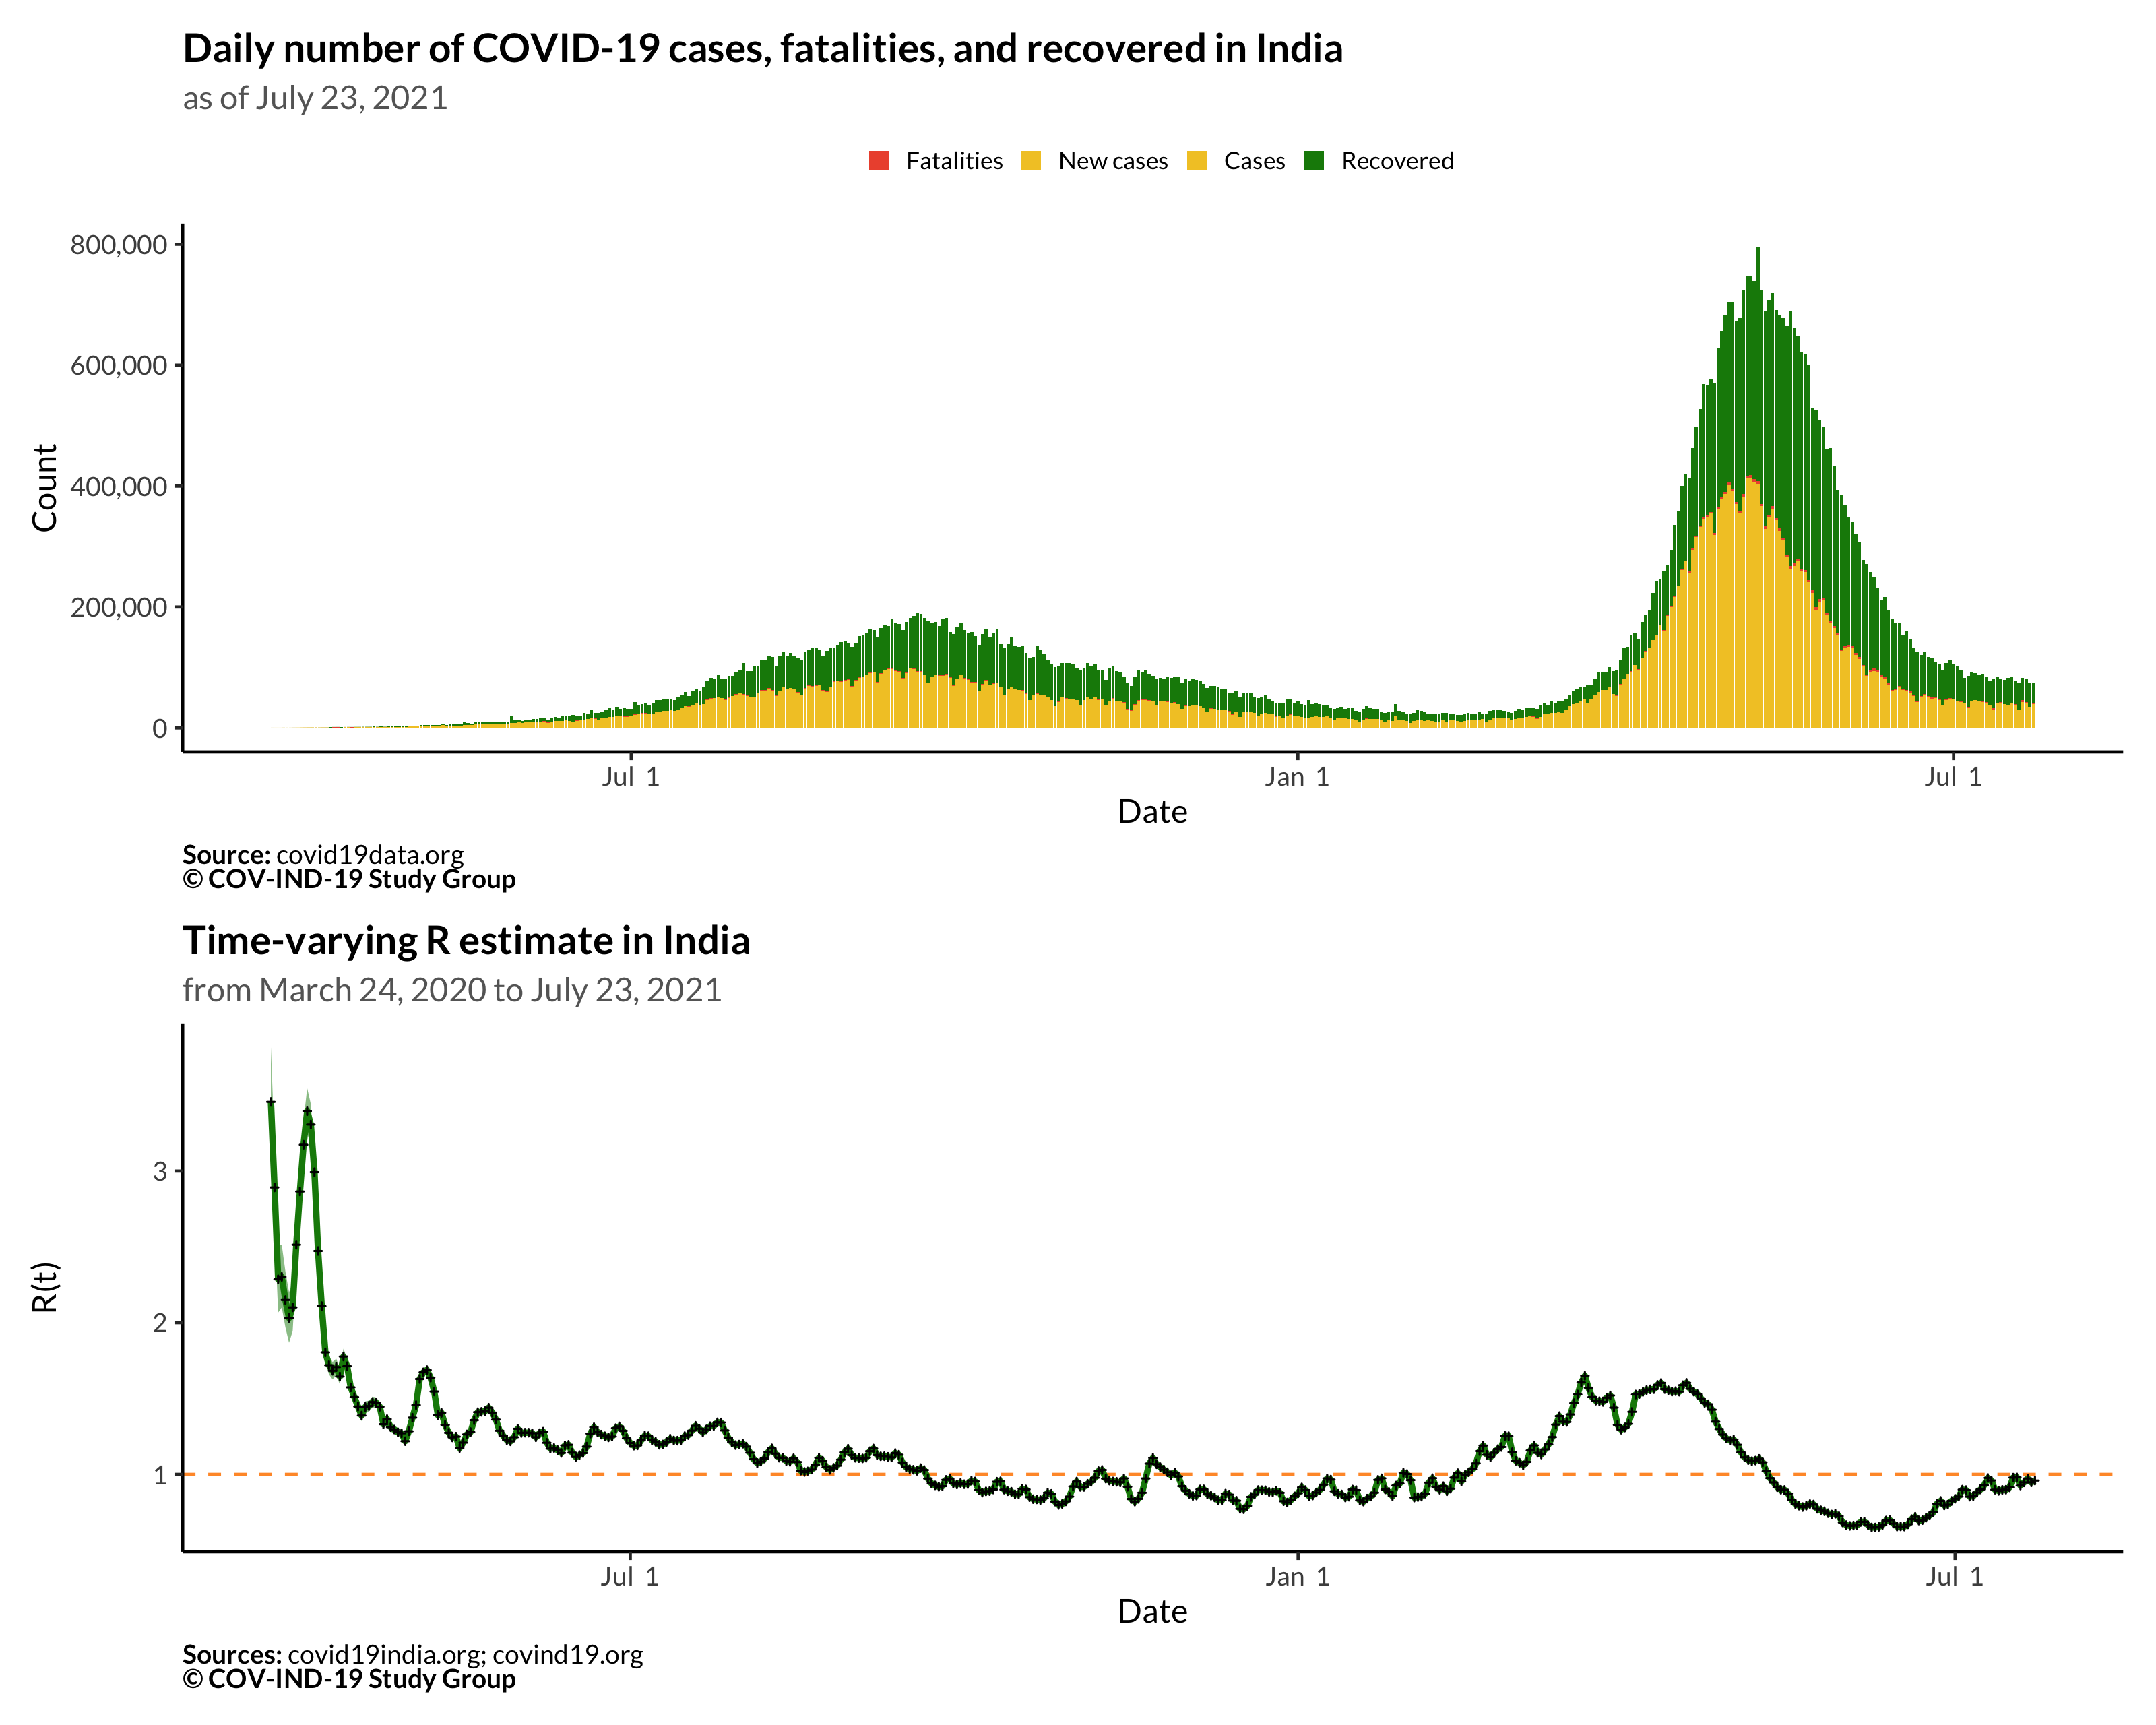 Daily number of COVID-19 cases, fatalities, and recovered in India
as of July 23, 2021
Fatalities New cases Cases Recovered
800,000
600,000
400,000
200,000
0
Count
Jul 1 Jan 1 Jul 1
Date
Source: covid19data.org
© COV-IND-19 Study Group
Time-varying R estimate in India
from March 24, 2020 to July 23, 2021
3
2
1
R(t)
Jul 1 Jan 1 Jul 1
Date
Sources: covid19india.org; covind19.org
© COV-IND-19 Study Group